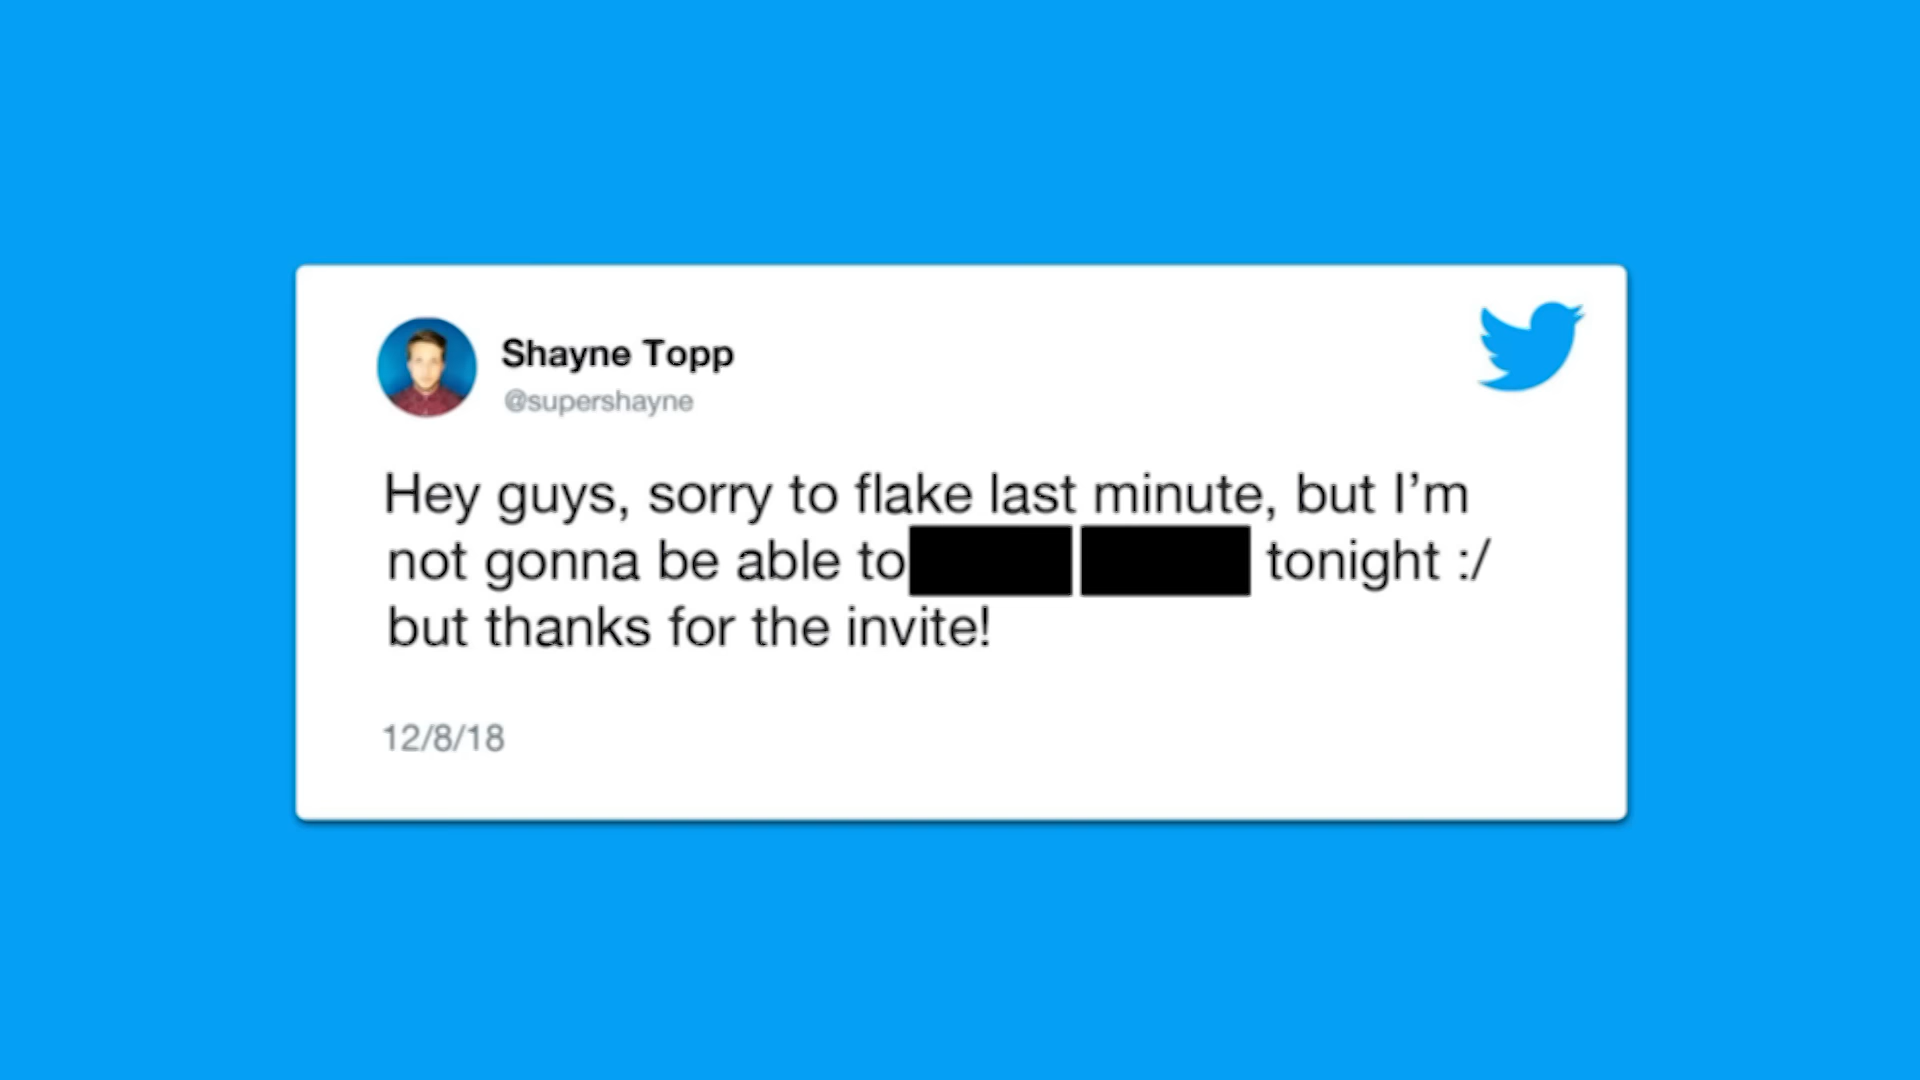 Shayne Topp
@supershayne
Hey guys, sorry to flake last minute, but I’m
not gonna be able to tonight :/
but thanks for the invite!
12/8/18